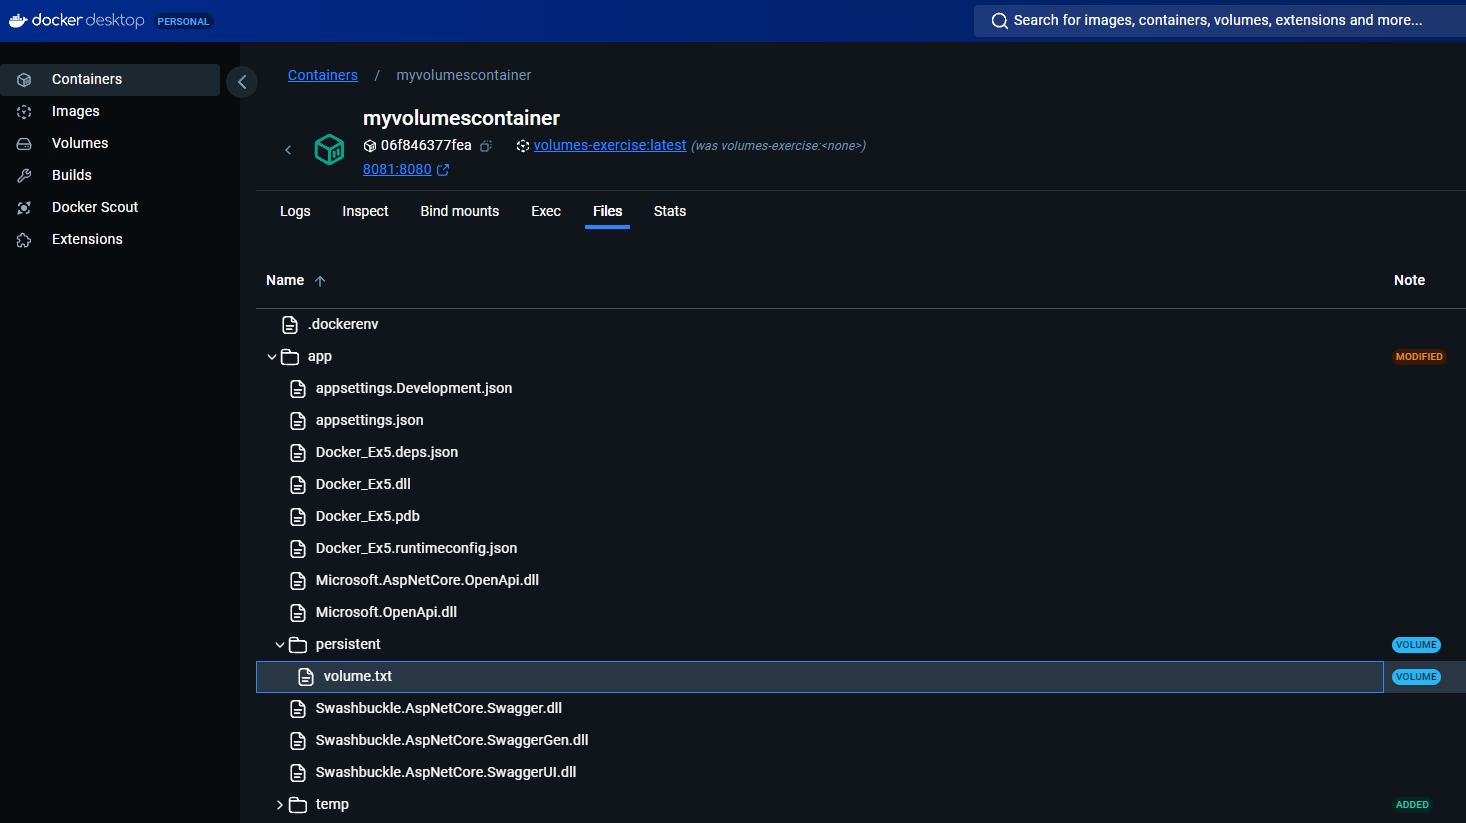 docker desktop PERSONAL
Search for images, containers, volumes, extensions and more...
Containers
Images
Volumes
Builds
Docker Scout
Extensions
Containers / myvolumescontainer
myvolumescontainer
06f846377fea volumes-exercise:latest (was volumes-exercise:<none>)
8081:8080
Logs Inspect Bind mounts Exec Files Stats
Name Note
.dockerenv
app MODIFIED
appsettings.Development.json
appsettings.json
Docker_Ex5.deps.json
Docker_Ex5.dll
Docker_Ex5.pdb
Docker_Ex5.runtimeconfig.json
Microsoft.AspNetCore.OpenApi.dll
Microsoft.OpenApi.dll
persistent VOLUME
volume.txt VOLUME
Swashbuckle.AspNetCore.Swagger.dll
Swashbuckle.AspNetCore.SwaggerGen.dll
Swashbuckle.AspNetCore.SwaggerUI.dll
temp ADDED